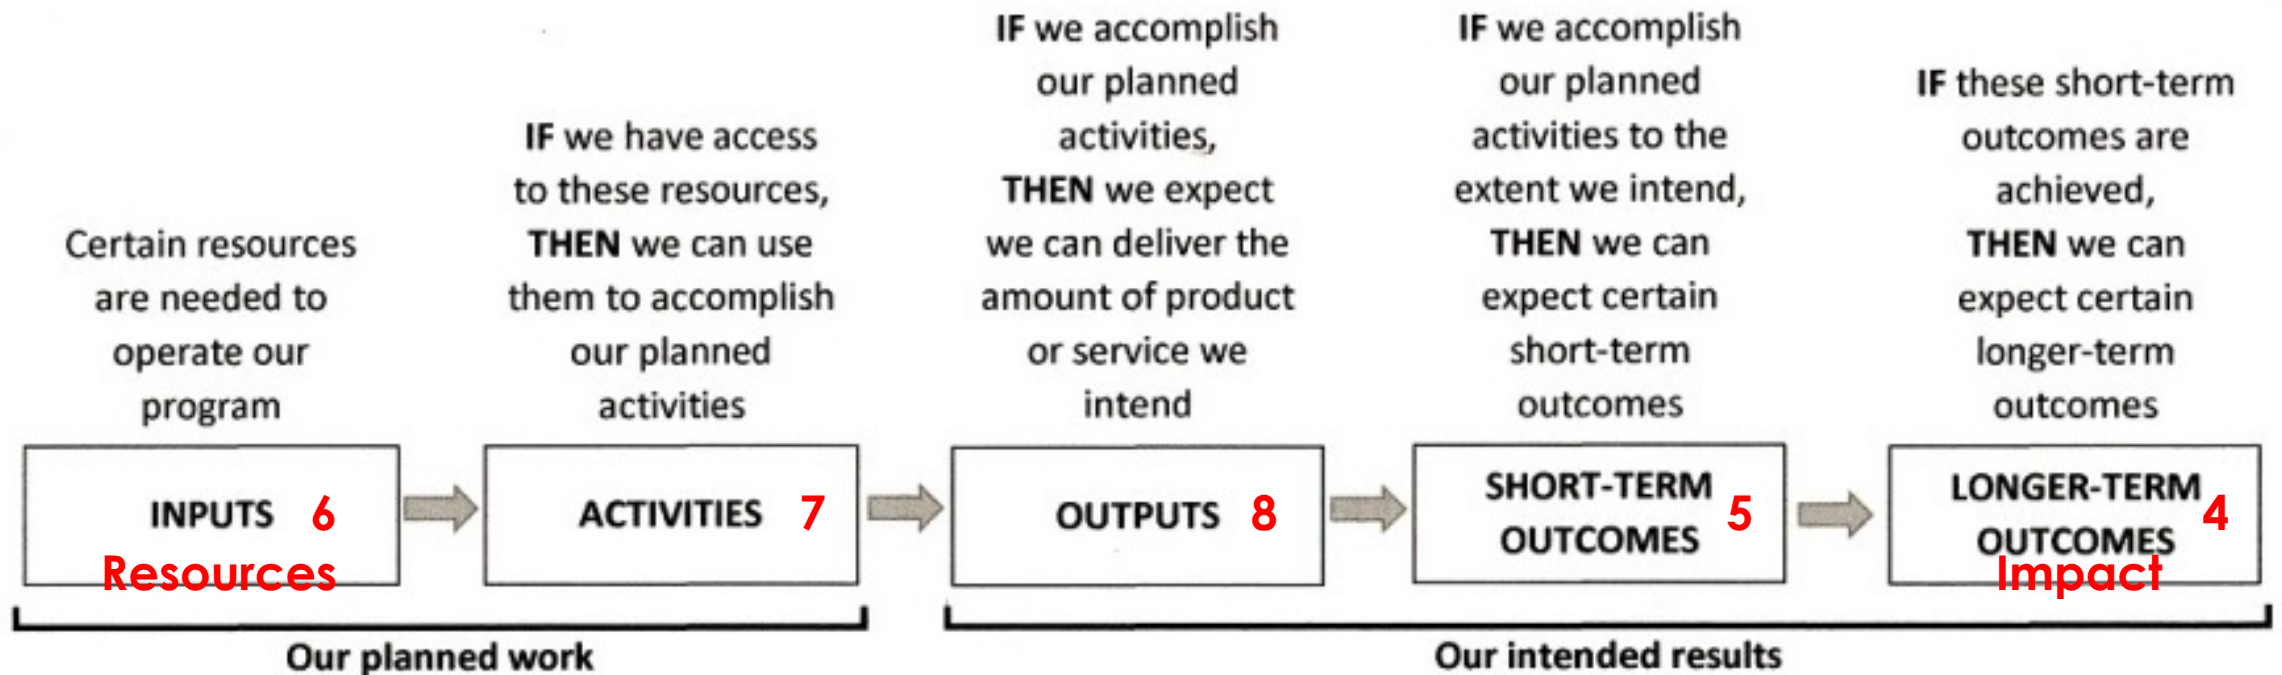 Certain resources
are needed to
operate our
program
INPUTS 6
Resources
IF we have access
to these resources,
THEN we can use
them to accomplish
our planned
activities
ACTIVITIES 7
IF we accomplish
our planned
activities,
THEN we expect
we can deliver the
amount of product
or service we
intend
OUTPUTS 8
IF we accomplish
our planned
activities to the
extent we intend,
THEN we can
expect certain
short-term
outcomes
SHORT-TERM
OUTCOMES 5
IF these short-term
outcomes are
achieved,
THEN we can
expect certain
longer-term
outcomes
LONGER-TERM
OUTCOMES 4
Impact
Our planned work
Our intended results